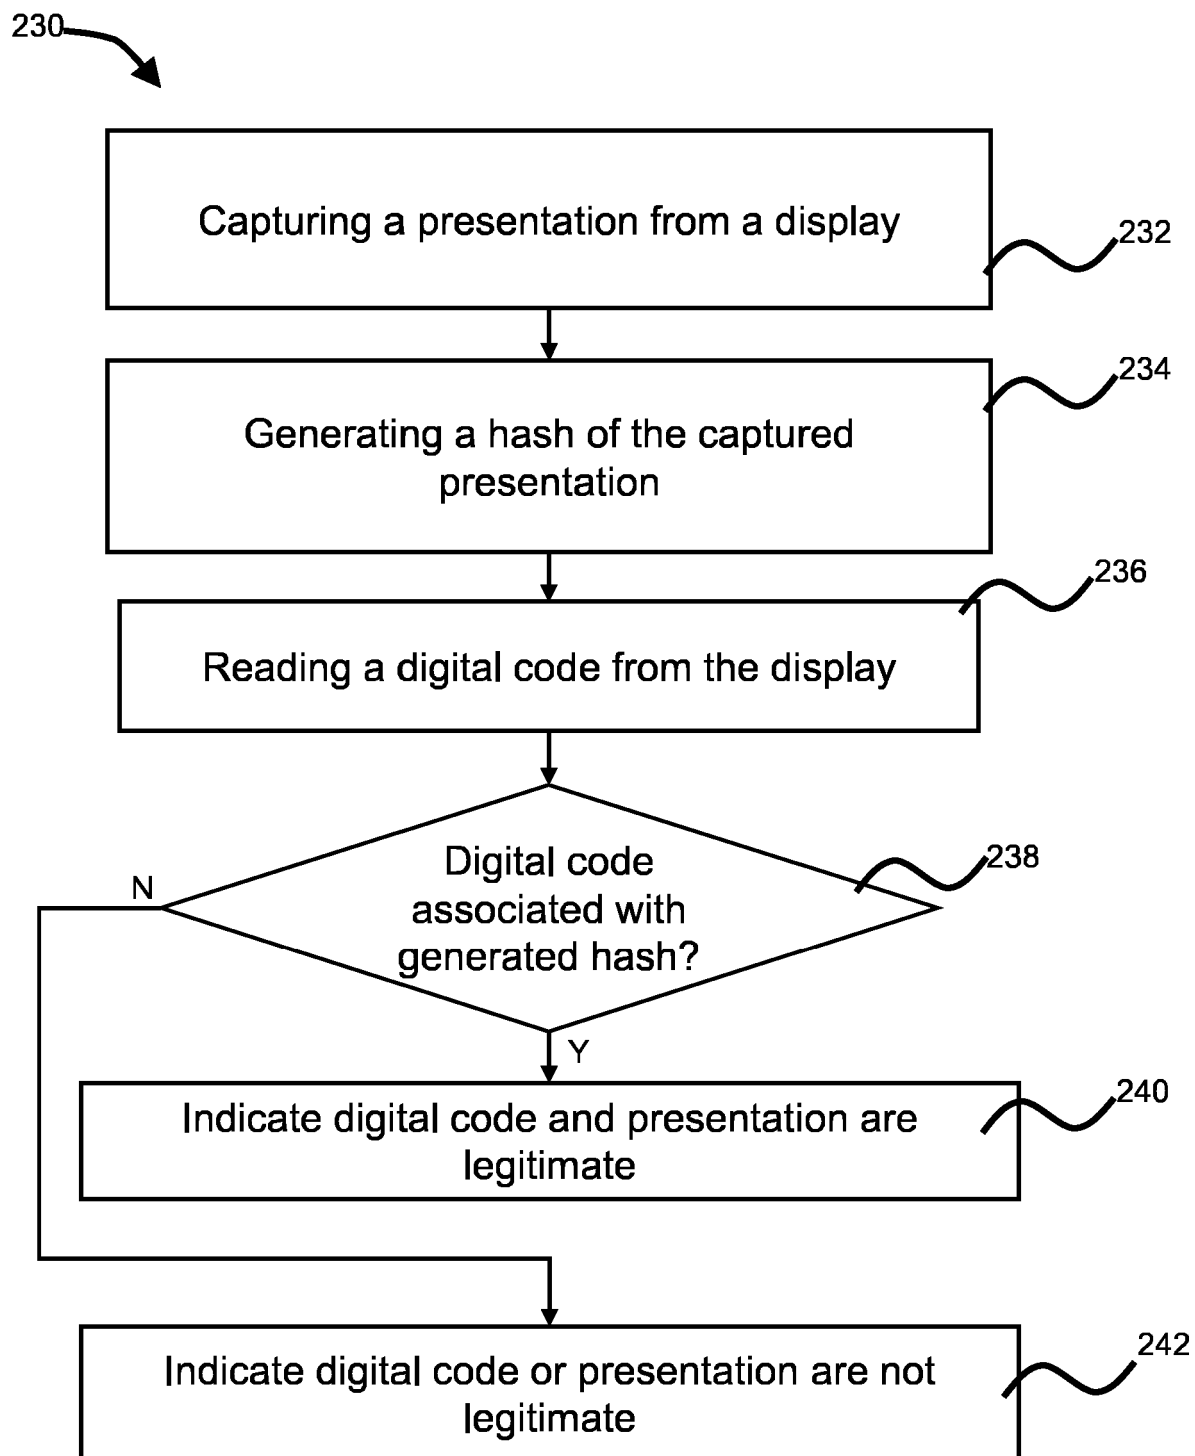 230
Capturing a presentation from a display
232
234
Generating a hash of the captured
presentation
236
Reading a digital code from the display
238
Digital code
associated with
generated hash?
N
Y
240
Indicate digital code and presentation are
legitimate
242
Indicate digital code or presentation are not
legitimate